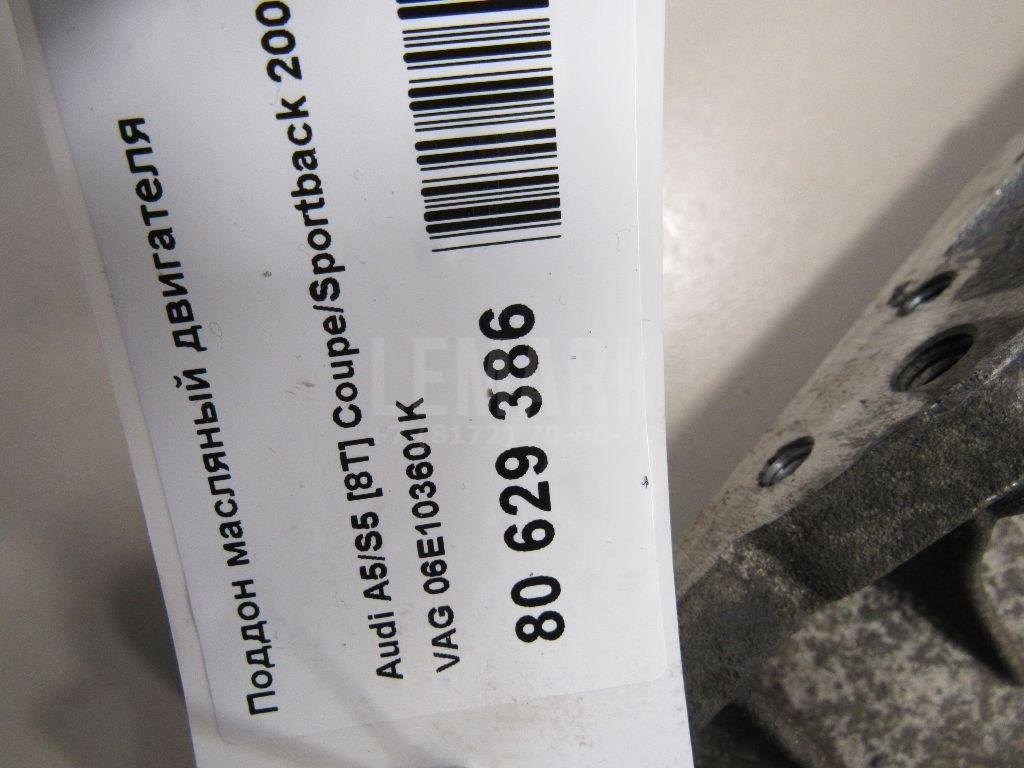 Поддон масляный двигателя
Audi A5/S5 [8T] Coupe/Sportback 200
VAG 06E103601K
80 629 386